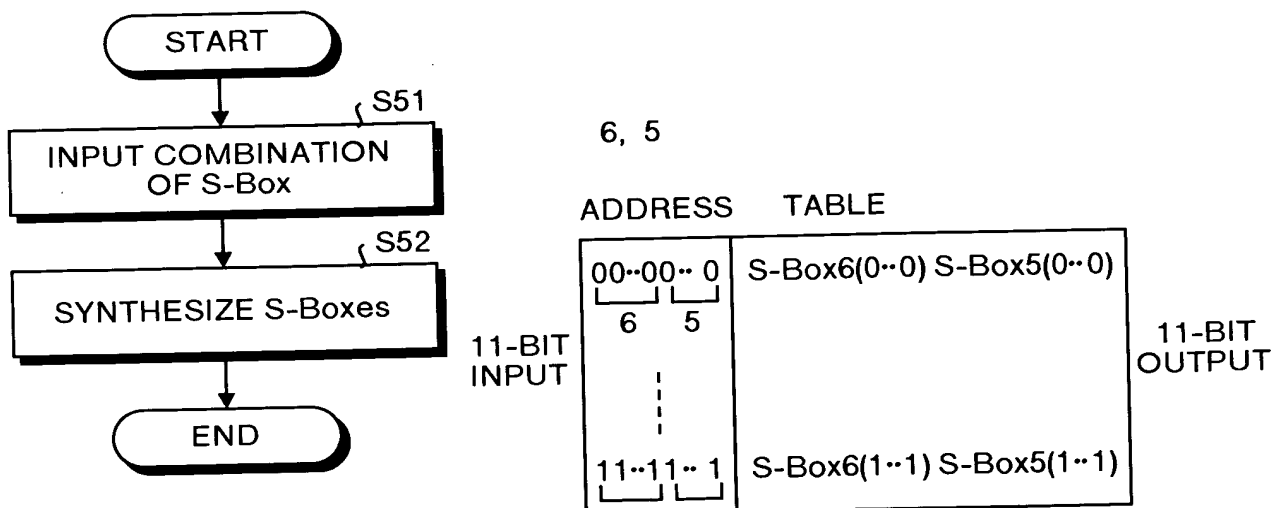 START
S51
INPUT COMBINATION
OF S-Box
S52
SYNTHESIZE S-Boxes
END
6, 5
ADDRESS TABLE
00··00·· 0 S-Box6(0··0) S-Box5(0··0)
6 5
11-BIT
INPUT
11-BIT
OUTPUT
11··11·· 1 S-Box6(1··1) S-Box5(1··1)